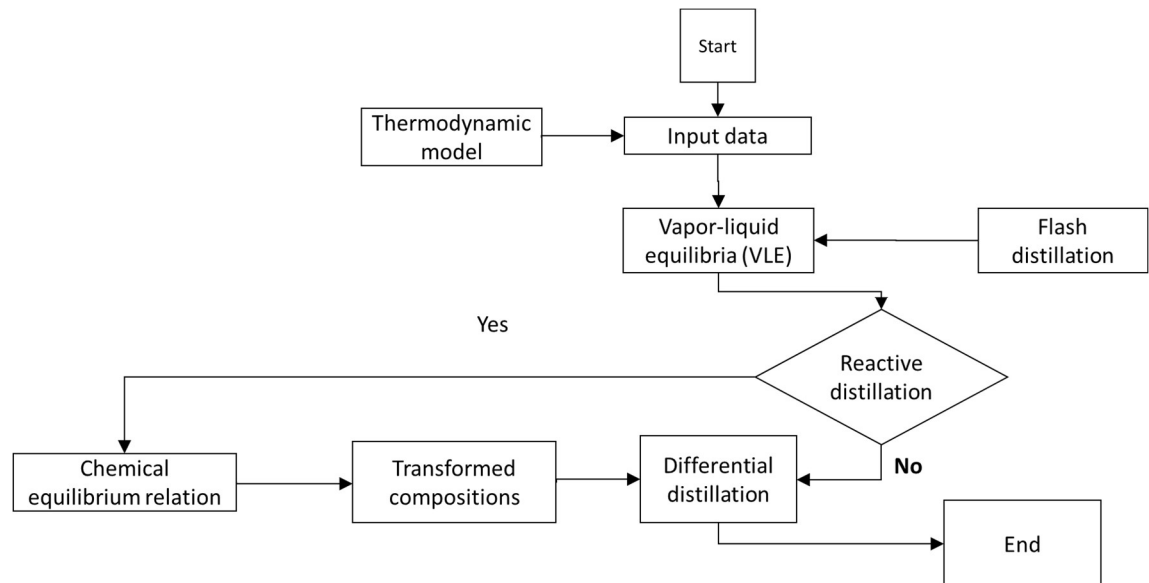 Start
Thermodynamic
model
Input data
Vapor-liquid
equilibria (VLE)
Flash
distillation
Yes
Reactive
distillation
No
Chemical
equilibrium relation
Transformed
compositions
Differential
distillation
End